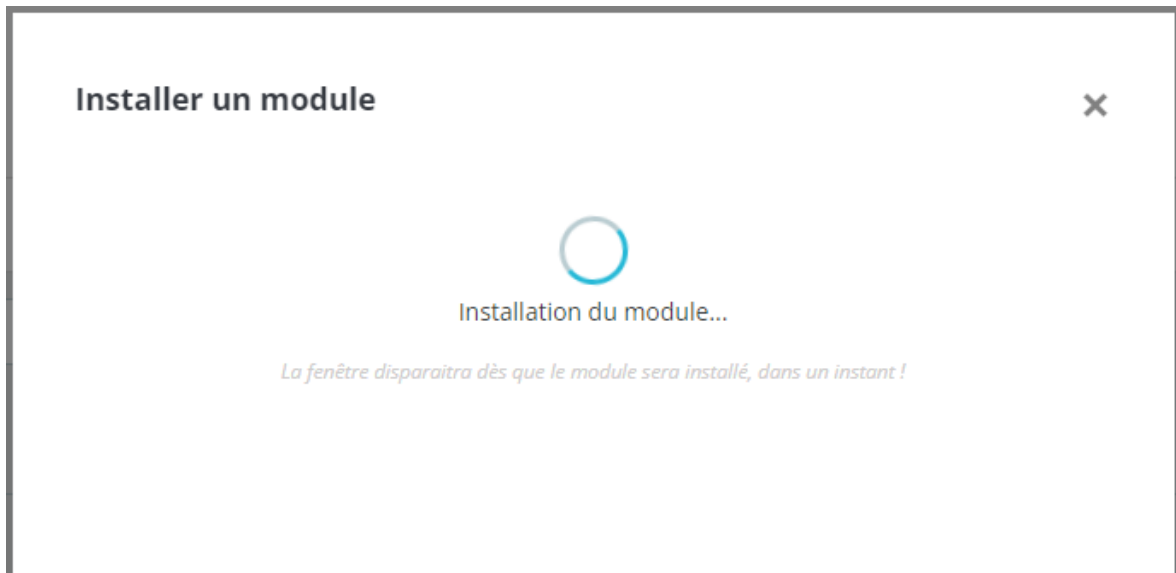 Installer un module
Installation du module...
La fenêtre disparaitra dès que le module sera installé, dans un instant !